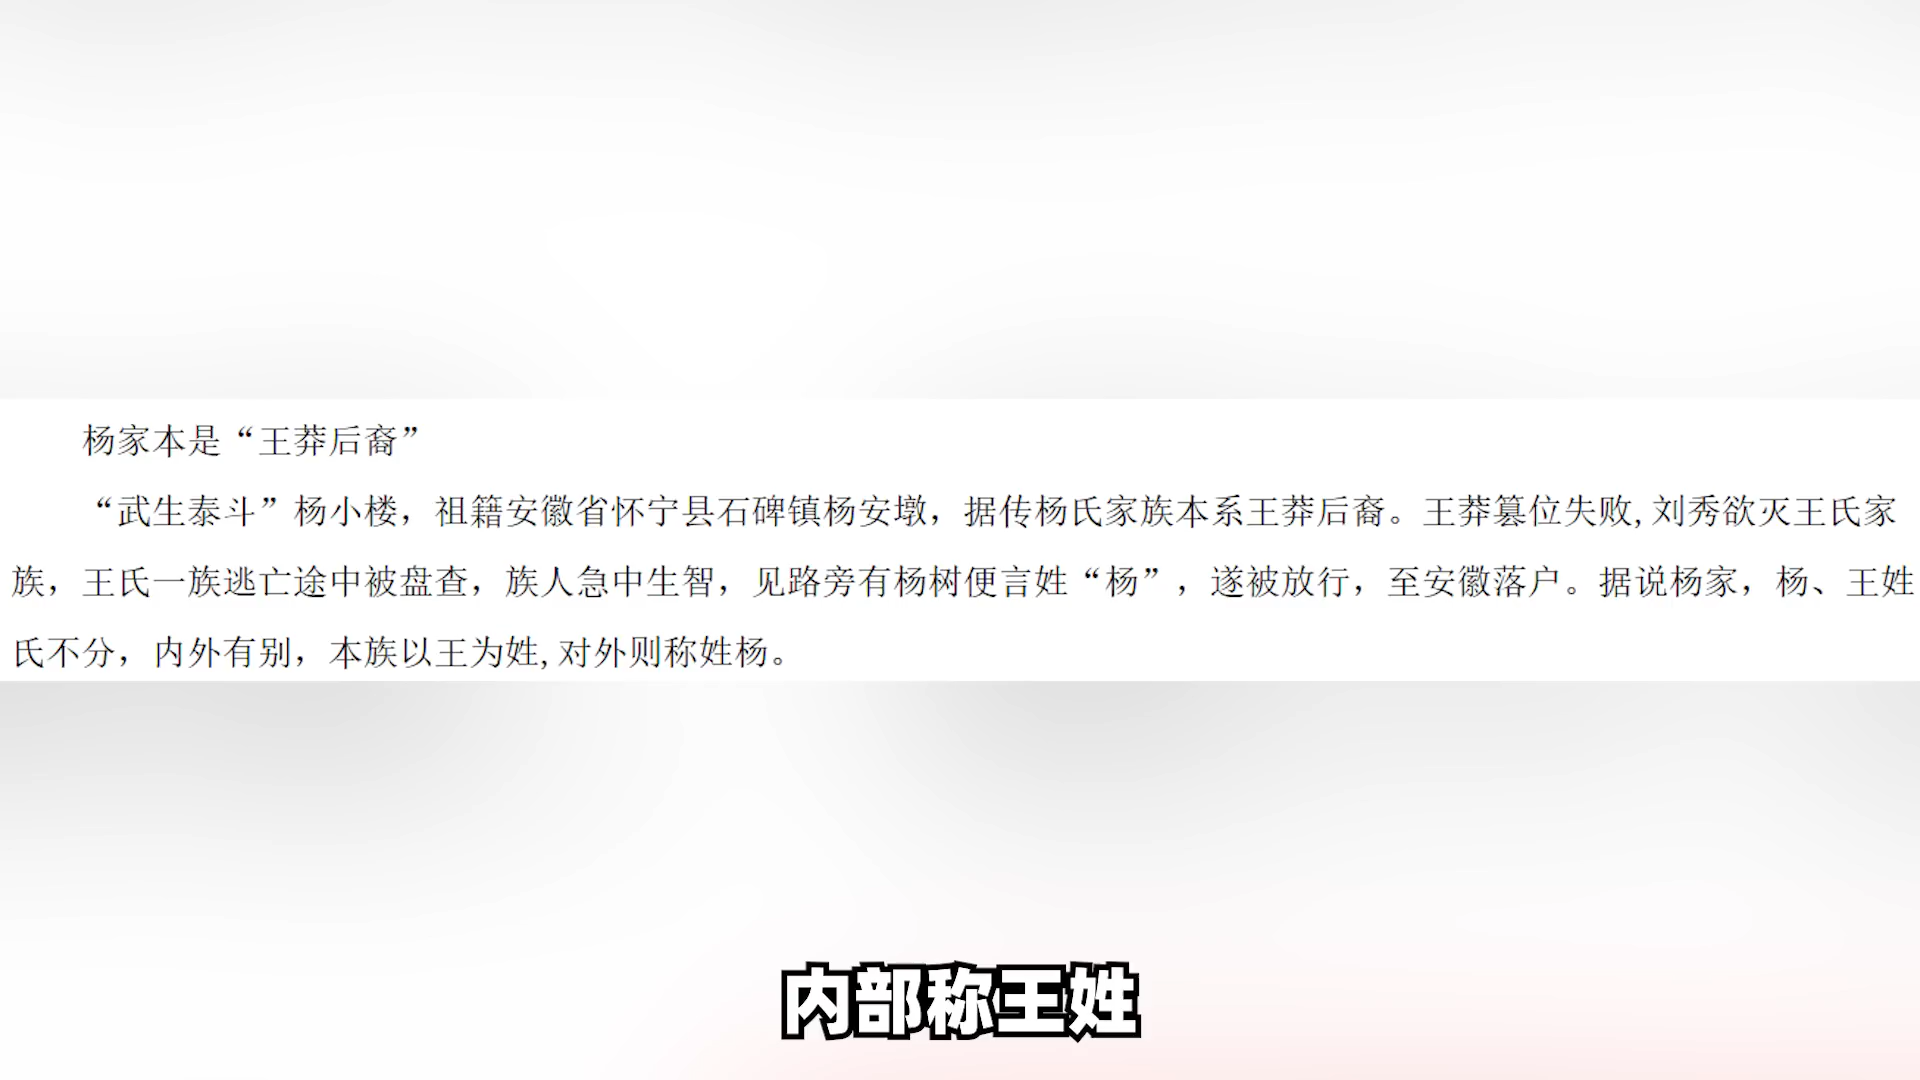 杨家本是“王莽后裔”
“武生泰斗”杨小楼，祖籍安徽省怀宁县石碑镇杨安墩，据传杨氏家族本系王莽后裔。王莽篡位失败,刘秀欲灭王氏家
族，王氏一族逃亡途中被盘查，族人急中生智，见路旁有杨树便言姓“杨”，遂被放行，至安徽落户。据说杨家，杨、王姓
氏不分，内外有别，本族以王为姓,对外则称姓杨。
内部称王姓